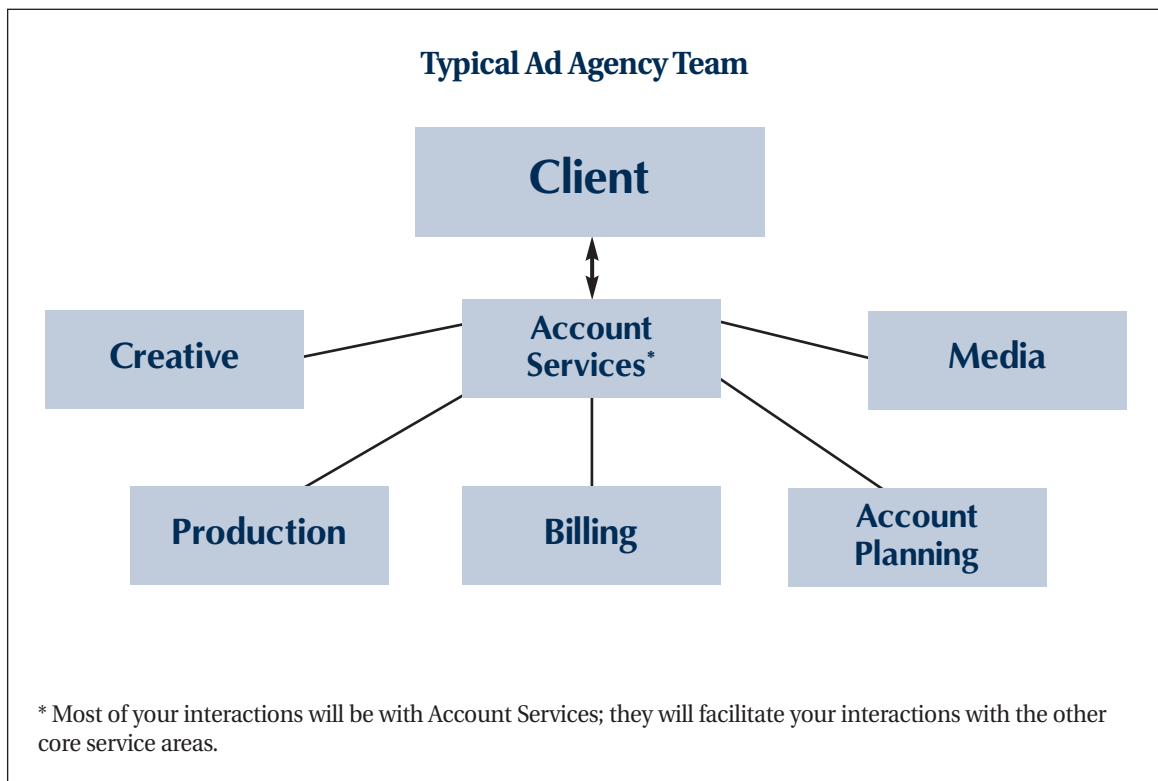 Typical Ad Agency Team
Client
Account
Services*
Creative
Media
Production
Billing
Account
Planning
* Most of your interactions will be with Account Services; they will facilitate your interactions with the other
core service areas.